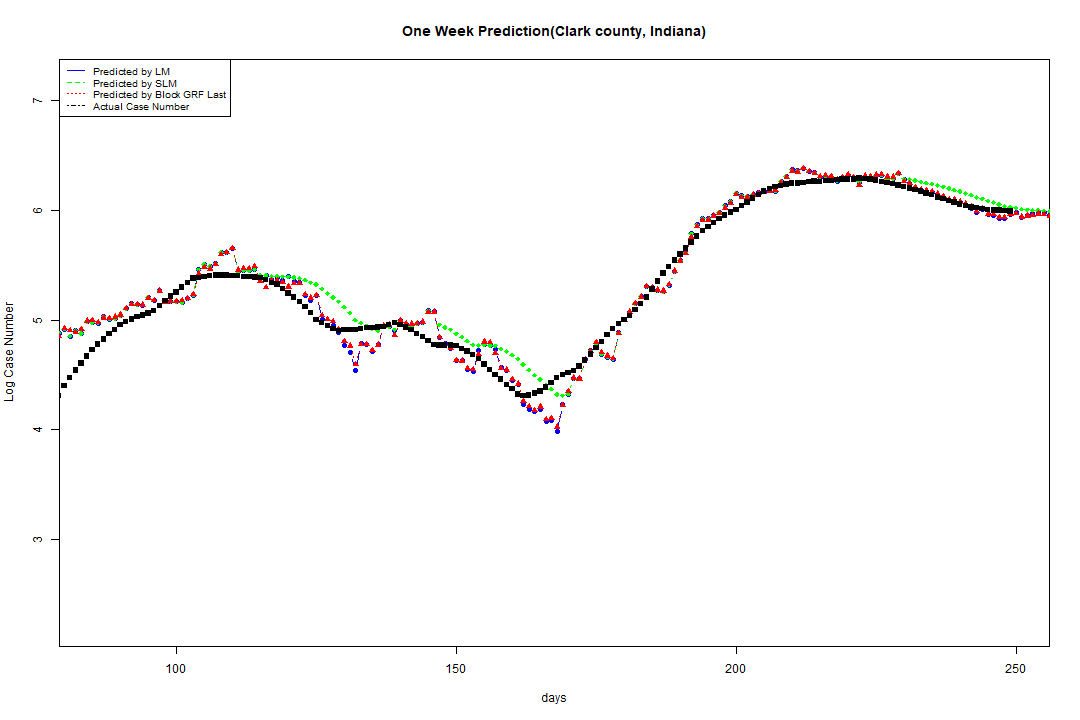 One Week Prediction(Clark county, Indiana)
Predicted by LM
Predicted by SLM
Predicted by Block GRF Last
Actual Case Number
7
6
5
4
3
Log Case Number
100 150 200 250
days